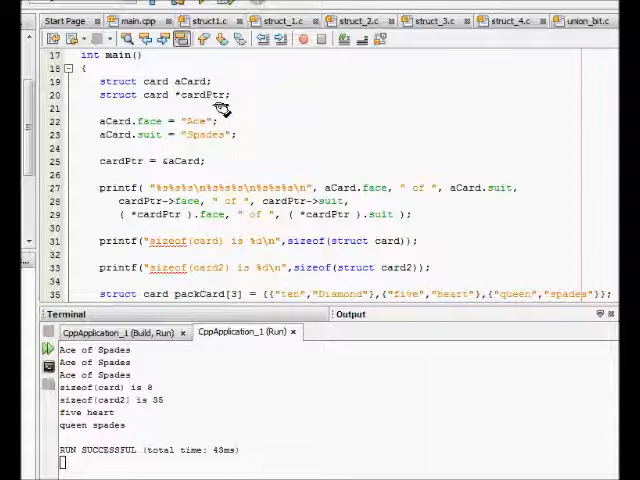 Start Page main.cpp struct1.c struct_1.c struct_2.c struct_3.c struct_4.c union_bit.c
17 int main()
18 {
19 struct card aCard;
20 struct card *cardPtr;
21
22 aCard.face = "Ace";
23 aCard.suit = "Spades";
24
25 cardPtr = &aCard;
26
27 printf( "%s%s%s\n%s%s%s\n%s%s%s\n", aCard.face, " of ", aCard.suit,
28 cardPtr->face, " of ", cardPtr->suit,
29 ( *cardPtr ).face, " of ", ( *cardPtr ).suit );
30
31 printf("sizeof(card) is %d\n",sizeof(struct card));
32
33 printf("sizeof(card2) is %d\n",sizeof(struct card2));
34
35 struct card packCard[3] = {{"ten","Diamond"},{"five","heart"},{"queen","spades"}};
Terminal Output
CppApplication_1 (Build, Run) × CppApplication_1 (Run) ×
Ace of Spades
Ace of Spades
Ace of Spades
sizeof(card) is 8
sizeof(card2) is 35
five heart
queen spades
RUN SUCCESSFUL (total time: 43ms)